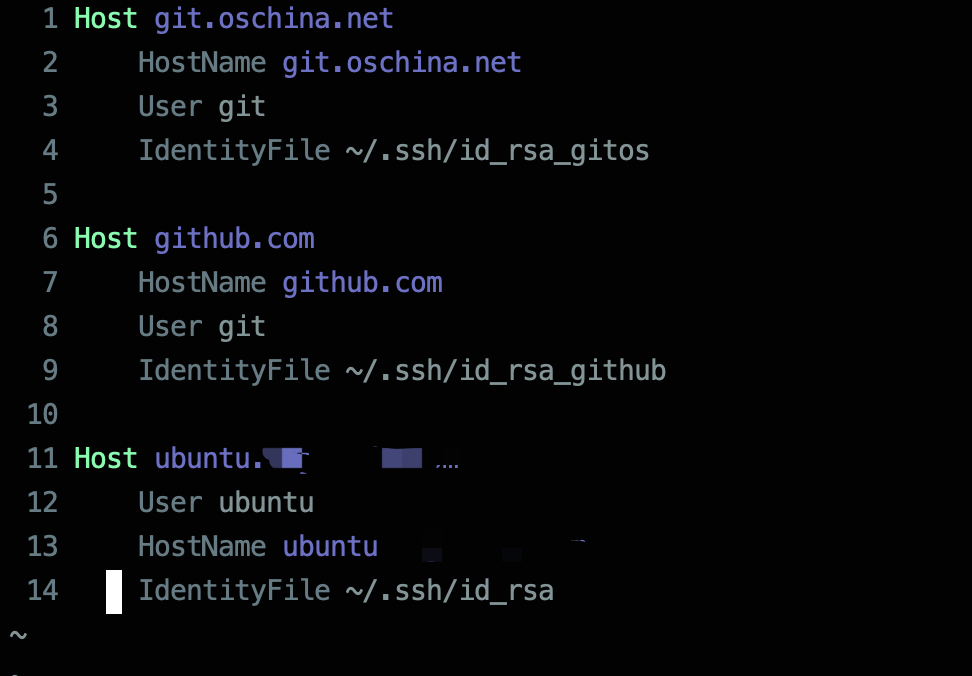 1 Host git.oschina.net
2     HostName git.oschina.net
3     User git
4     IdentityFile ~/.ssh/id_rsa_gitos
5
6 Host github.com
7     HostName github.com
8     User git
9     IdentityFile ~/.ssh/id_rsa_github
10
11 Host ubuntu.
12     User ubuntu
13     HostName ubuntu
14     IdentityFile ~/.ssh/id_rsa
~